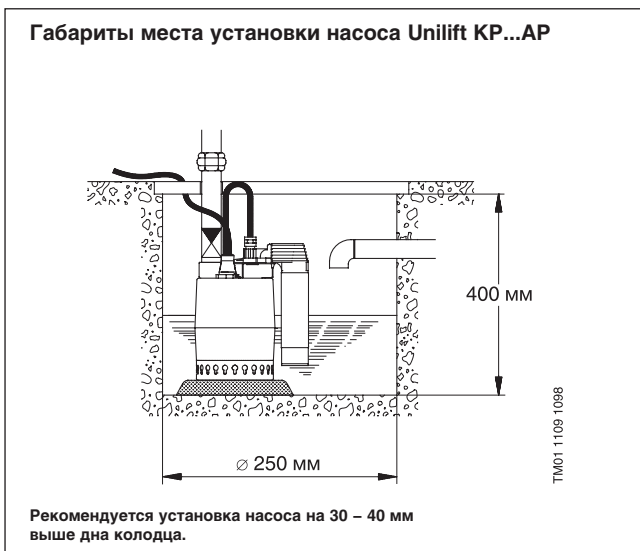 Габариты места установки насоса Unilift KP...AP
400 мм
TM01 1109 1098
⌀ 250 мм
Рекомендуется установка насоса на 30 – 40 мм
выше дна колодца.